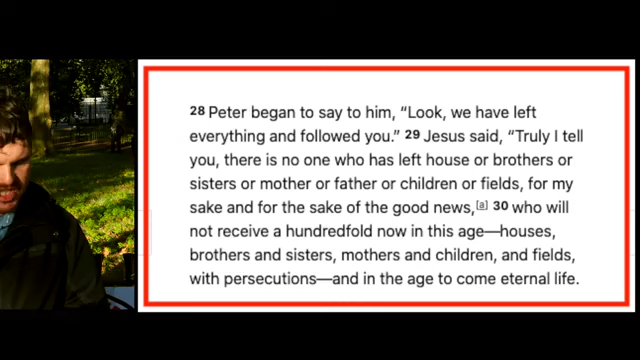 28 Peter began to say to him, “Look, we have left
everything and followed you.” 29 Jesus said, “Truly I tell
you, there is no one who has left house or brothers or
sisters or mother or father or children or fields, for my
sake and for the sake of the good news,[a] 30 who will
not receive a hundredfold now in this age—houses,
brothers and sisters, mothers and children, and fields,
with persecutions—and in the age to come eternal life.